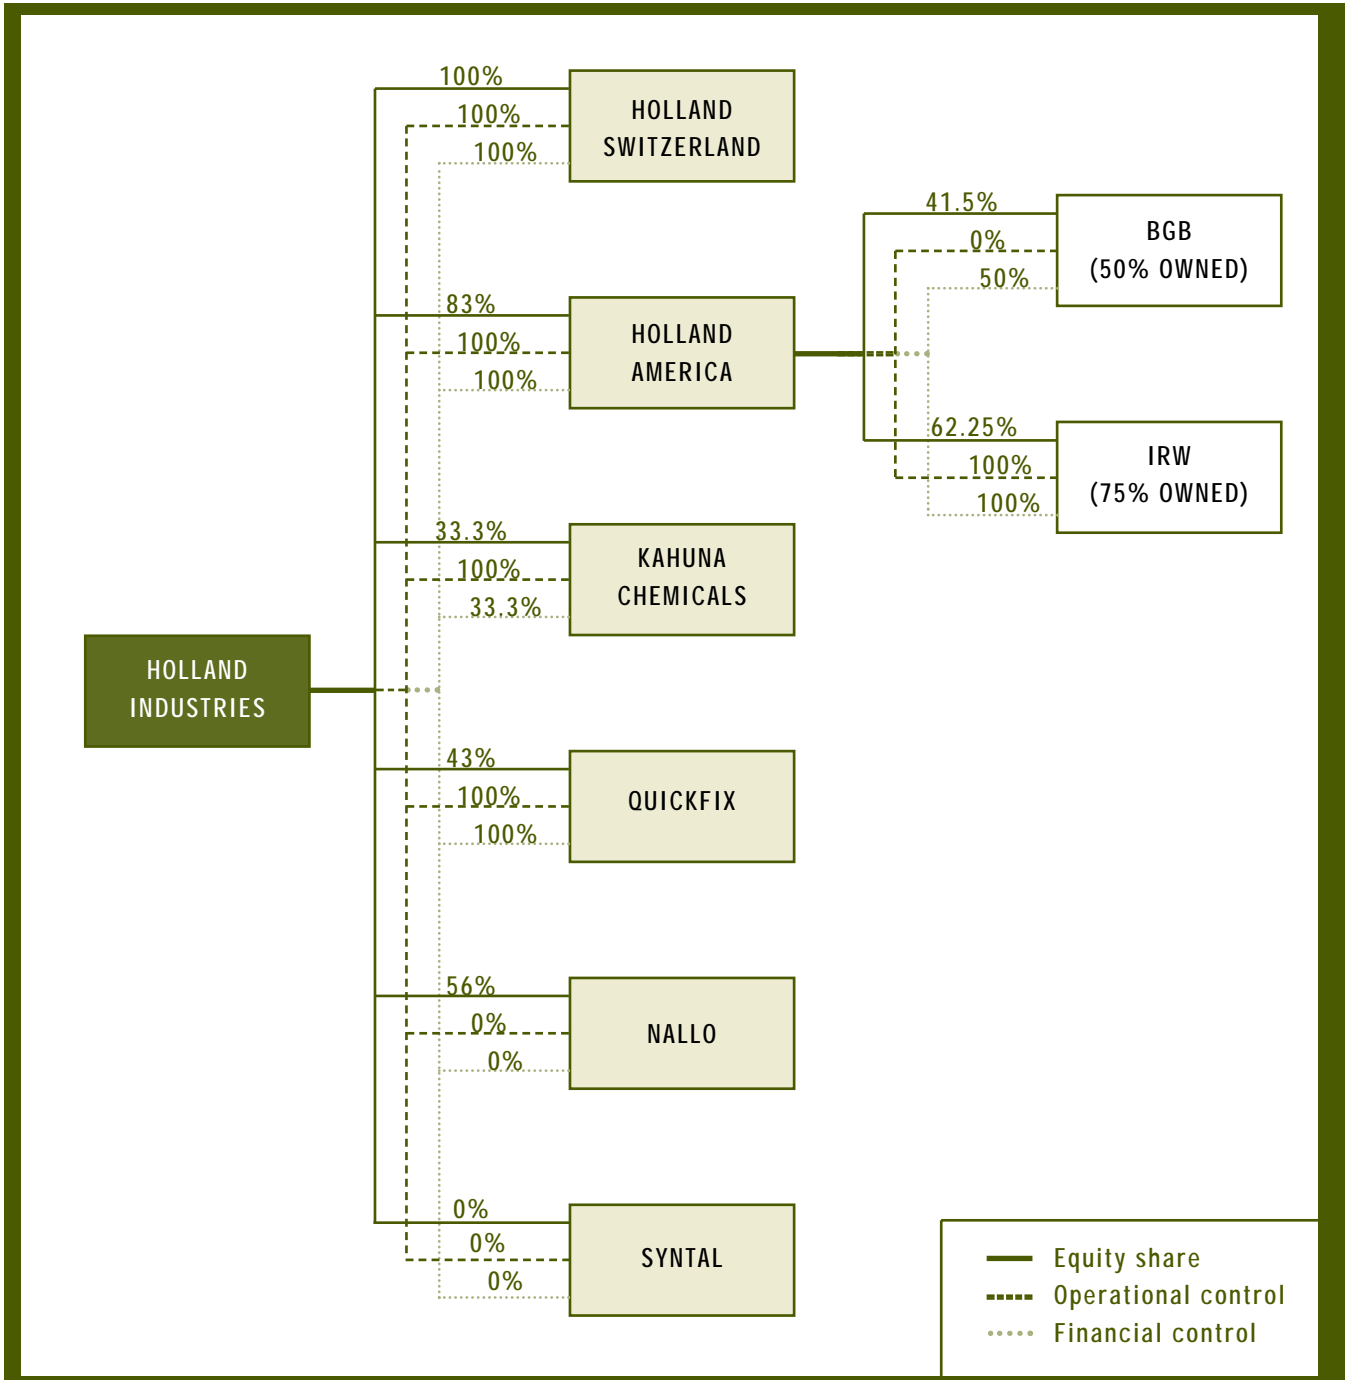 100%
100%
100%
HOLLAND
SWITZERLAND
41.5%
0%
50%
BGB
(50% OWNED)
83%
100%
100%
HOLLAND
AMERICA
62.25%
100%
100%
IRW
(75% OWNED)
33.3%
100%
33.3%
KAHUNA
CHEMICALS
HOLLAND
INDUSTRIES
43%
100%
100%
QUICKFIX
56%
0%
0%
NALLO
0%
0%
0%
SYNTAL
Equity share
Operational control
Financial control